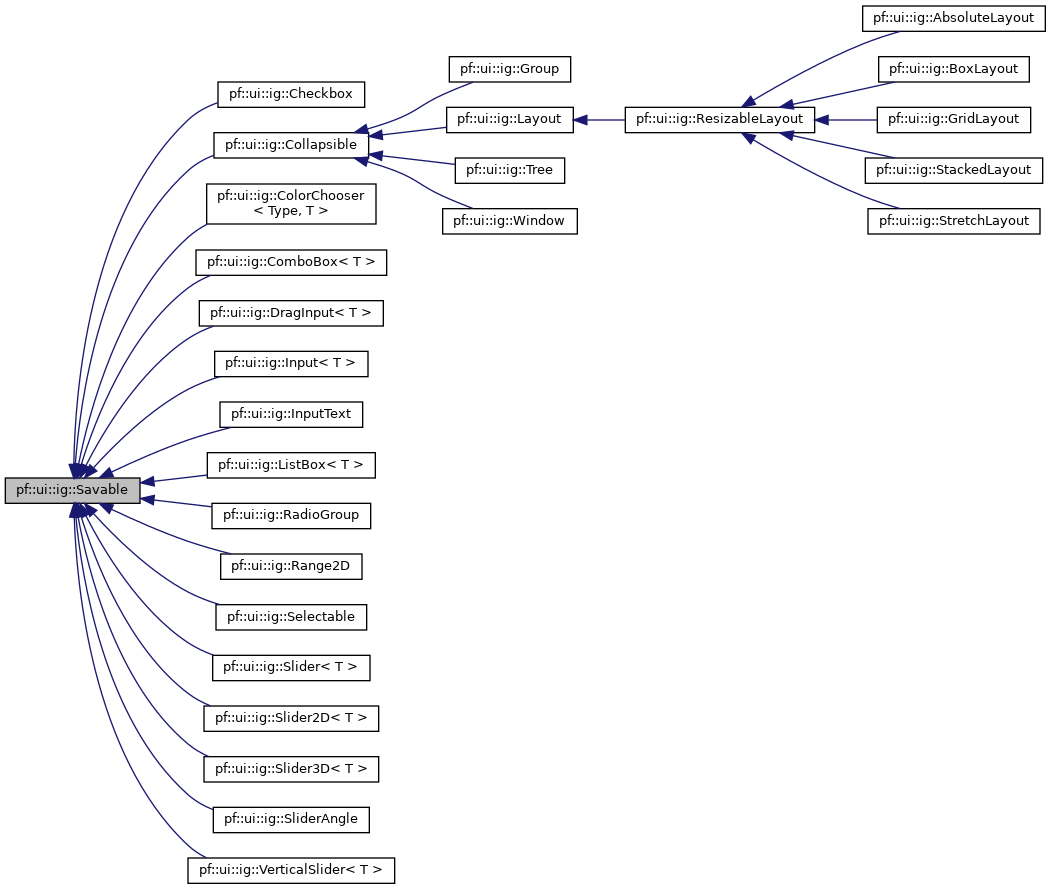 pf::ui::ig::Savable
pf::ui::ig::Checkbox
pf::ui::ig::Collapsible
pf::ui::ig::ColorChooser
< Type, T >
pf::ui::ig::ComboBox< T >
pf::ui::ig::DragInput< T >
pf::ui::ig::Input< T >
pf::ui::ig::InputText
pf::ui::ig::ListBox< T >
pf::ui::ig::RadioGroup
pf::ui::ig::Range2D
pf::ui::ig::Selectable
pf::ui::ig::Slider< T >
pf::ui::ig::Slider2D< T >
pf::ui::ig::Slider3D< T >
pf::ui::ig::SliderAngle
pf::ui::ig::VerticalSlider< T >
pf::ui::ig::Group
pf::ui::ig::Layout
pf::ui::ig::Tree
pf::ui::ig::Window
pf::ui::ig::ResizableLayout
pf::ui::ig::AbsoluteLayout
pf::ui::ig::BoxLayout
pf::ui::ig::GridLayout
pf::ui::ig::StackedLayout
pf::ui::ig::StretchLayout